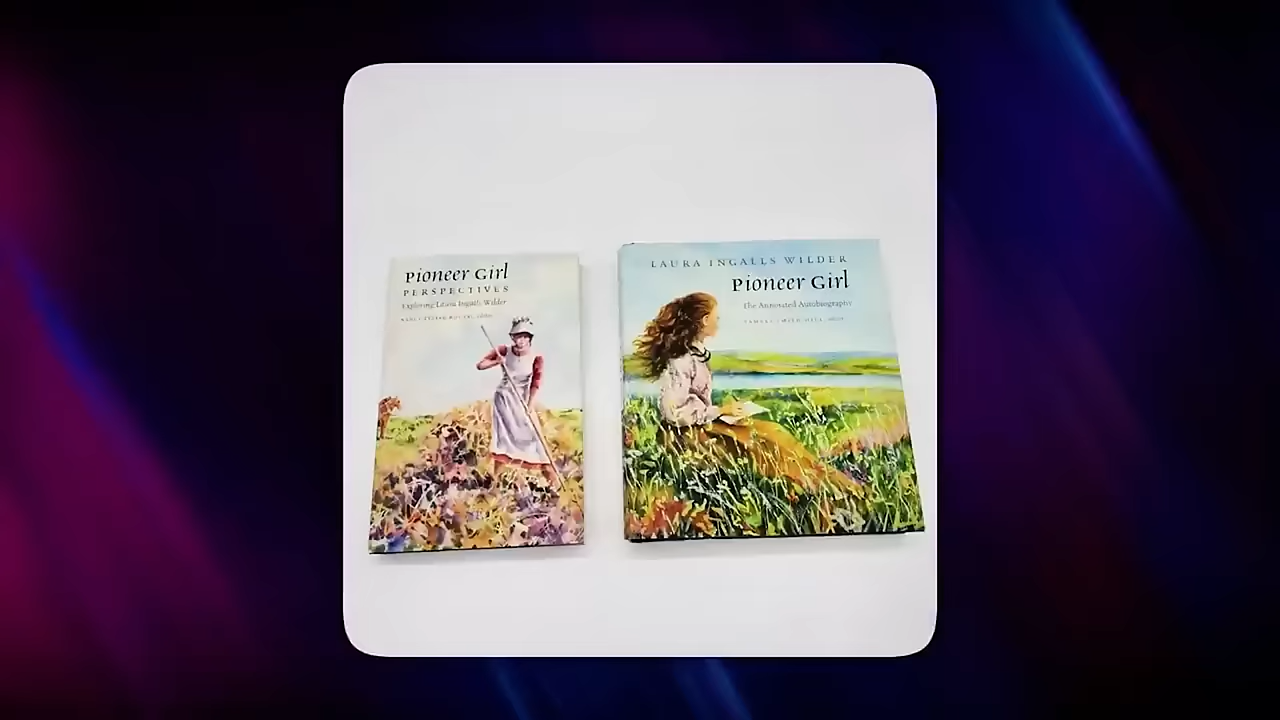 Pioneer Girl
PERSPECTIVES
Exploring Laura Ingalls Wilder
LAURA INGALLS WILDER
Pioneer Girl
The Annotated Autobiography